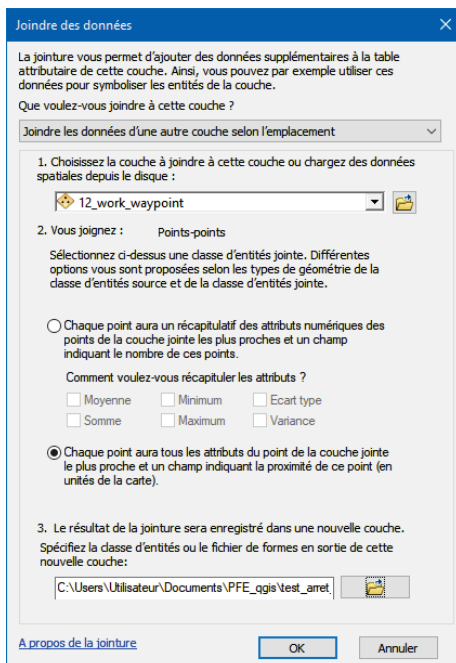 Joindre des données
La jointure vous permet d'ajouter des données supplémentaires à la table
attributaire de cette couche. Ainsi, vous pouvez par exemple utiliser ces
données pour symboliser les entités de la couche.
Que voulez-vous joindre à cette couche ?
Joindre les données d'une autre couche selon l'emplacement
1. Choisissez la couche à joindre à cette couche ou chargez des données
spatiales depuis le disque :
12_work_waypoint
2. Vous joignez : Points-points
Sélectionnez ci-dessus une classe d'entités jointe. Différentes
options vous sont proposées selon les types de géométrie de la
classe d'entités source et de la classe d'entités jointe.
Chaque point aura un récapitulatif des attributs numériques des
points de la couche jointe les plus proches et un champ
indiquant le nombre de ces points.
Comment voulez-vous récapituler les attributs ?
Moyenne Minimum Ecart type
Somme Maximum Variance
Chaque point aura tous les attributs du point de la couche jointe
le plus proche et un champ indiquant la proximité de ce point (en
unités de la carte).
3. Le résultat de la jointure sera enregistré dans une nouvelle couche.
Spécifiez la classe d'entités ou le fichier de formes en sortie de cette
nouvelle couche:
C:\Users\Utilisateur\Documents\PFE_qgis\test_arret_
A propos de la jointure OK Annuler